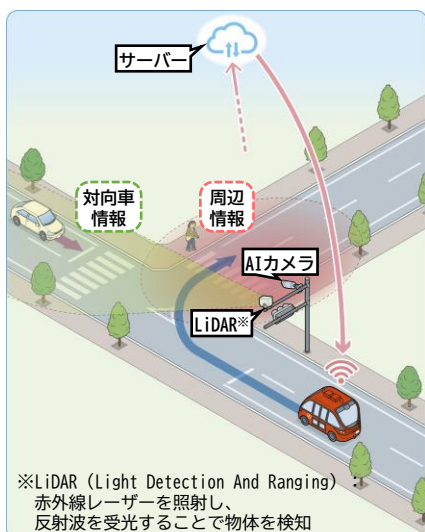 サーバー
対向車
情報
周辺
情報
AIカメラ
LiDAR※
※LiDAR（Light Detection And Ranging）：
赤外線レーザーを照射し、
反射波を受光することで物体を検知